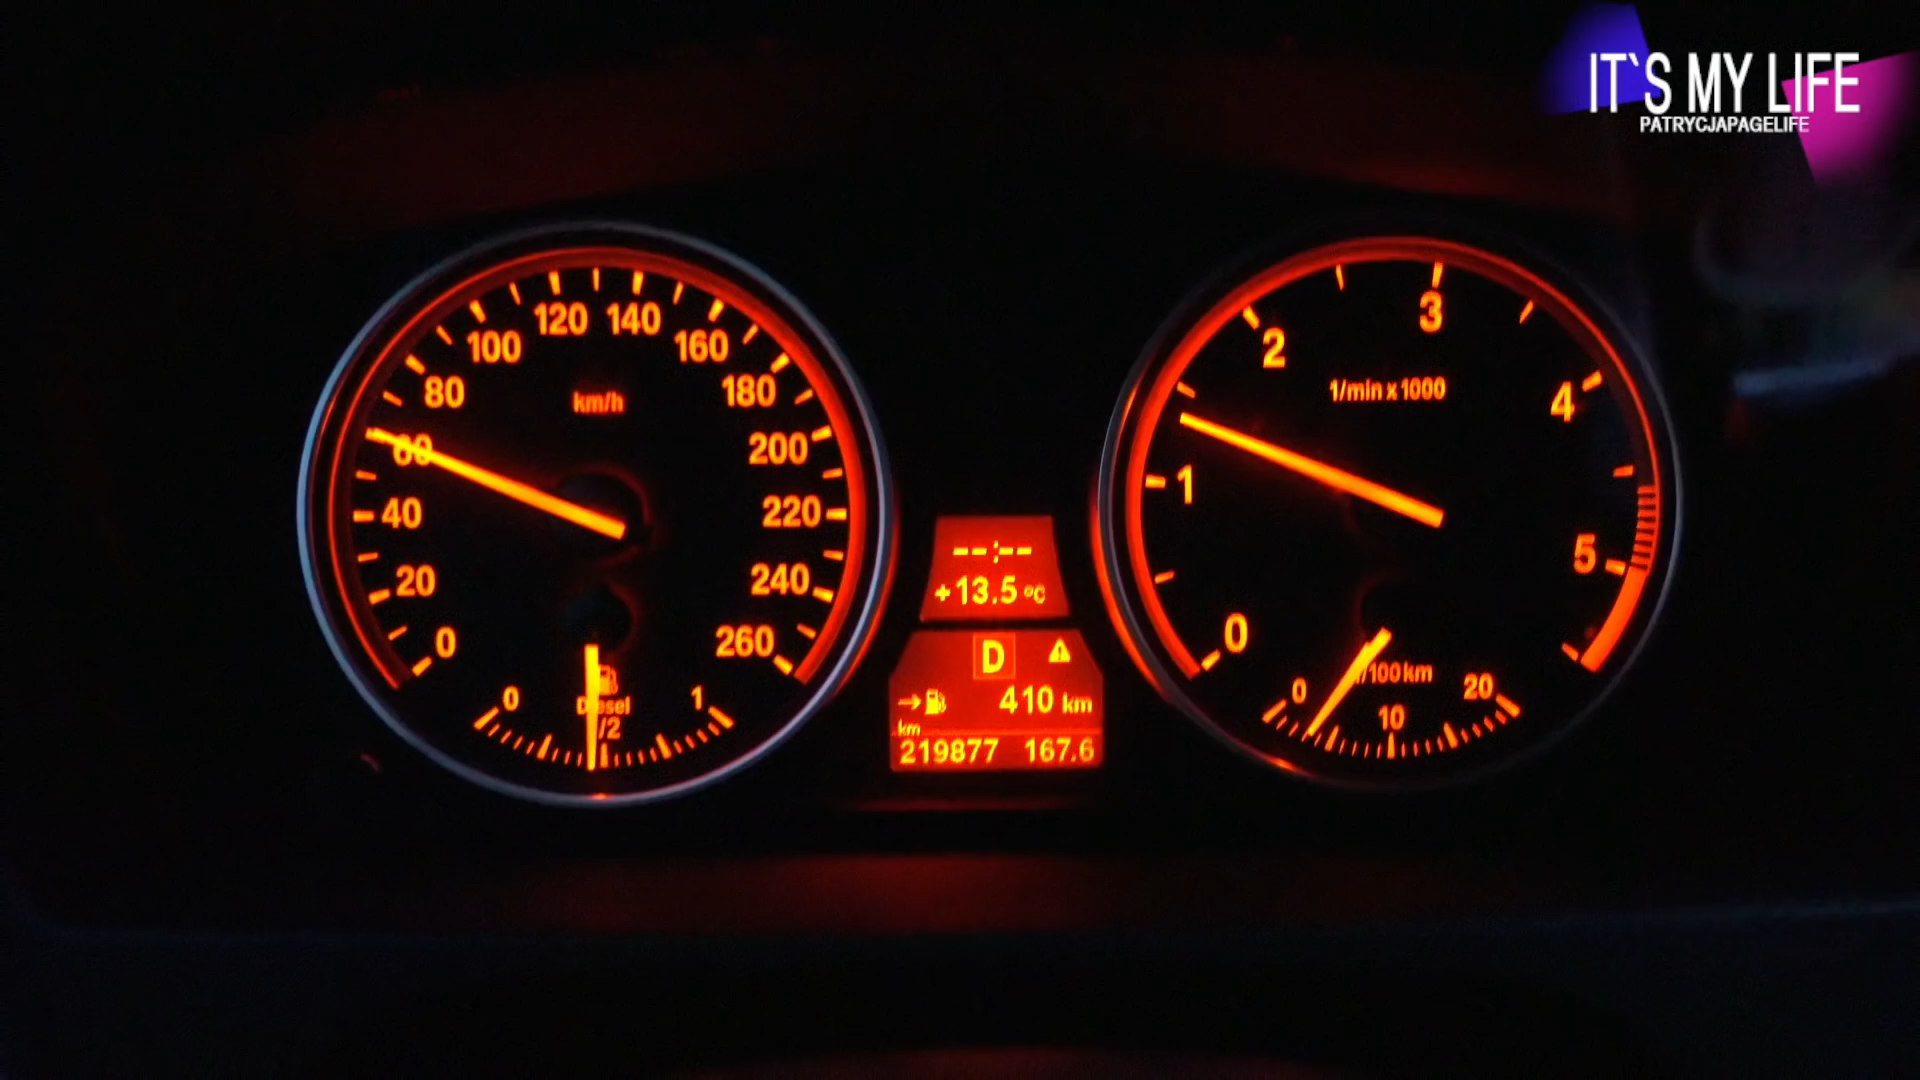 IT`S MY LIFE
PATRYCJAPAGELIFE
0
20
40
60
80
100
120
140
160
180
200
220
240
260
km/h
0
1/2
1
Diesel
--:--
+13.5 °C
D
→ 410 km
km
219877 167.6
0
1
2
3
4
5
1/min x 1000
0
10
20
l/100km